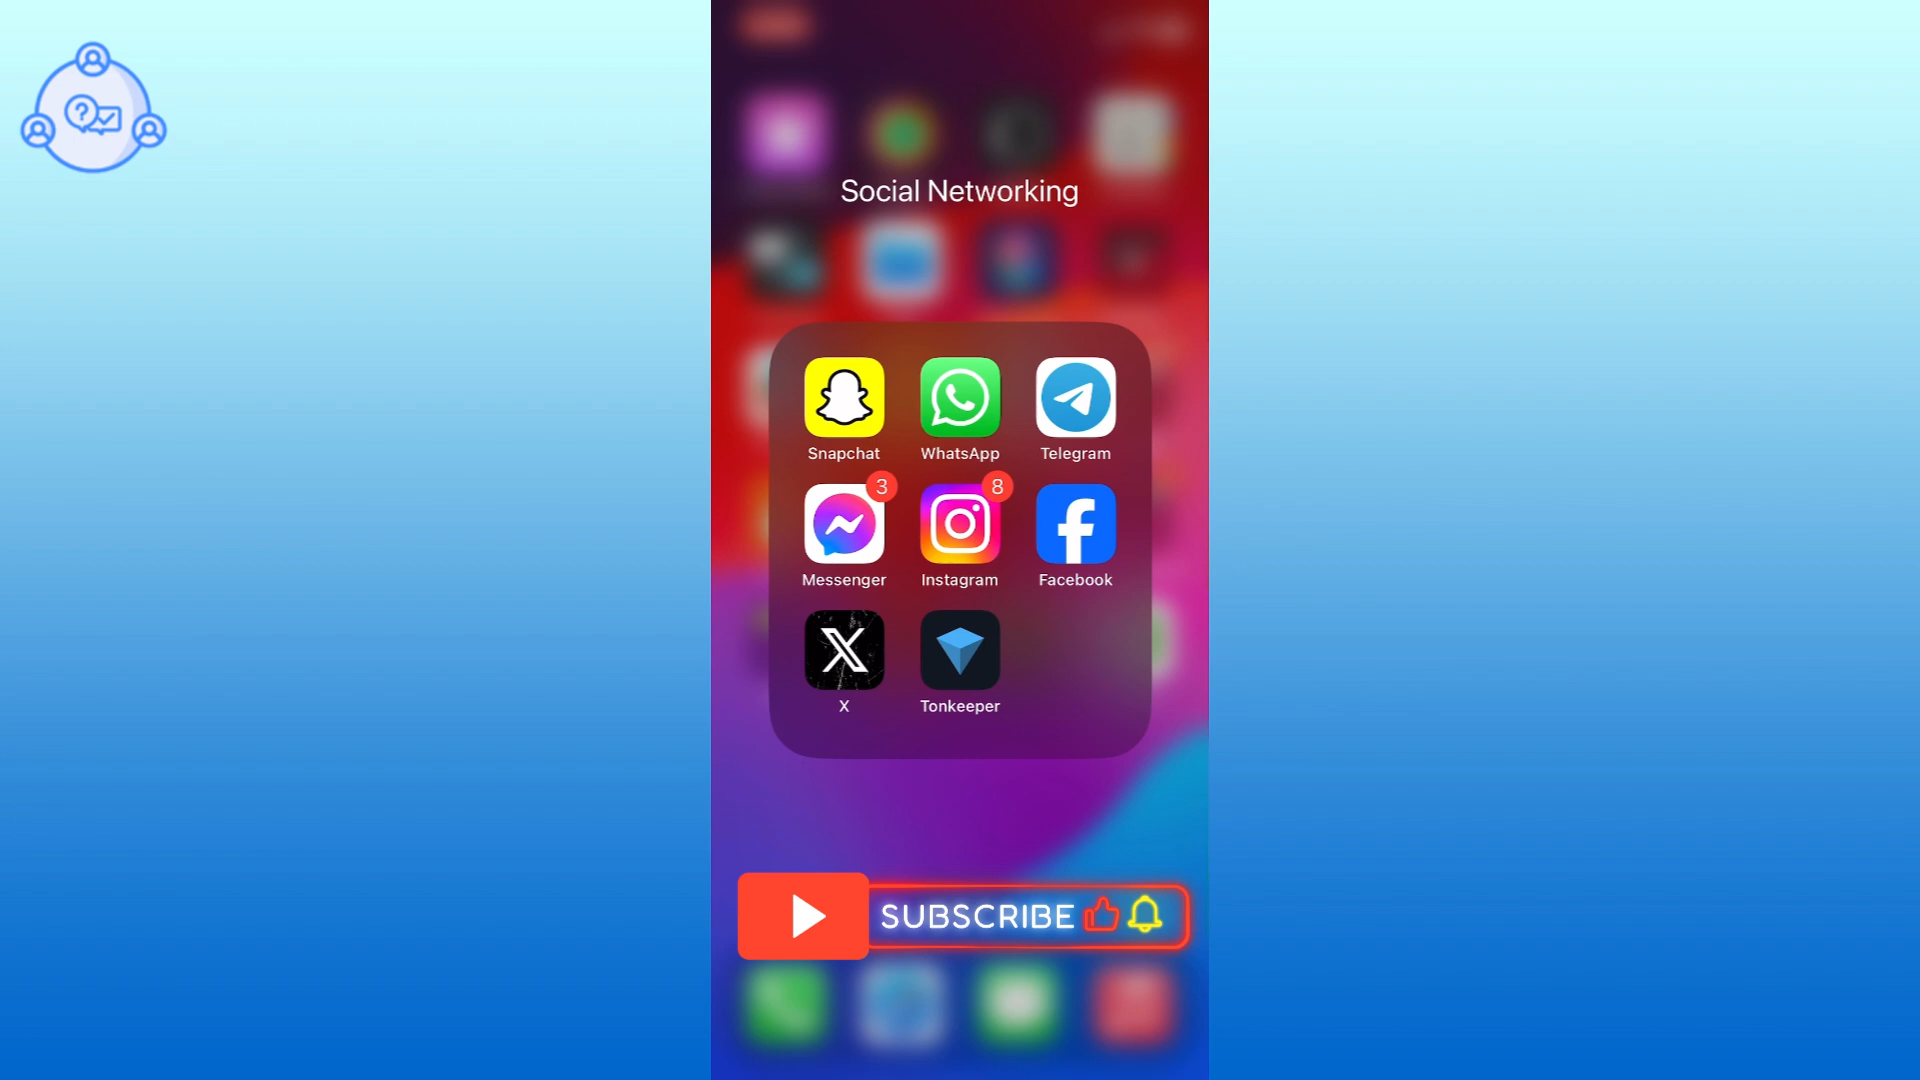 Social Networking
Snapchat WhatsApp Telegram
3 8
Messenger Instagram Facebook
X Tonkeeper
SUBSCRIBE